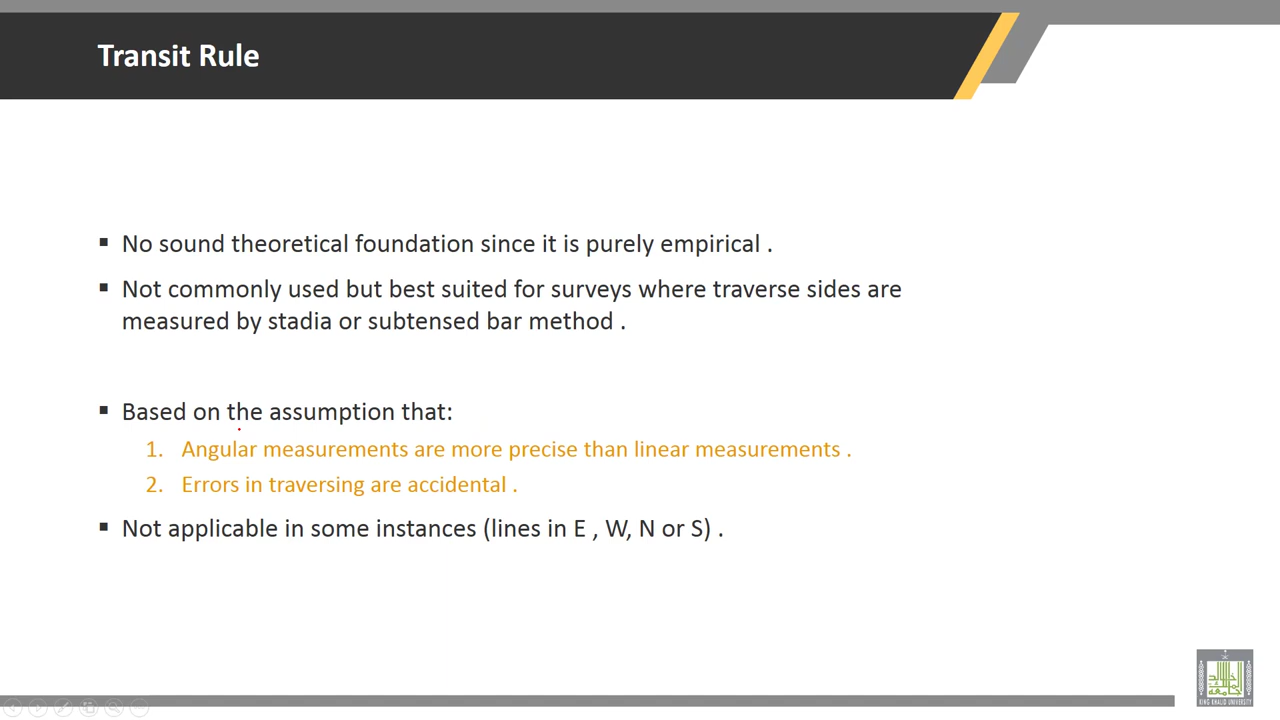 Transit Rule
▪ No sound theoretical foundation since it is purely empirical .
▪ Not commonly used but best suited for surveys where traverse sides are
measured by stadia or subtensed bar method .
▪ Based on the assumption that:
1. Angular measurements are more precise than linear measurements .
2. Errors in traversing are accidental .
▪ Not applicable in some instances (lines in E , W, N or S) .
KING KHALID UNIVERSITY